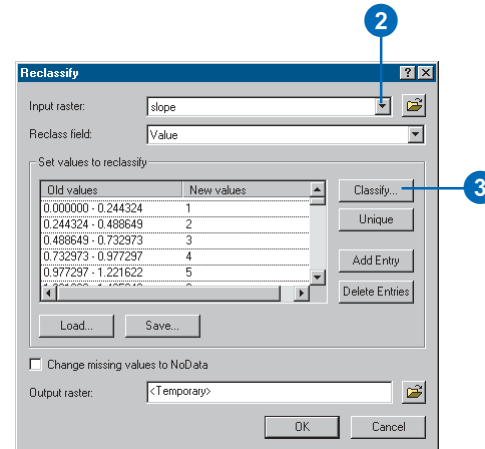 2
Reclassify
Input raster: slope
Reclass field: Value
Set values to reclassify
Old values New values
0.000000 - 0.244324 1
0.244324 - 0.488649 2
0.488649 - 0.732973 3
0.732973 - 0.977297 4
0.977297 - 1.221622 5
Classify...
3
Unique
Add Entry
Delete Entries
Load... Save...
Change missing values to NoData
Output raster: <Temporary>
OK Cancel